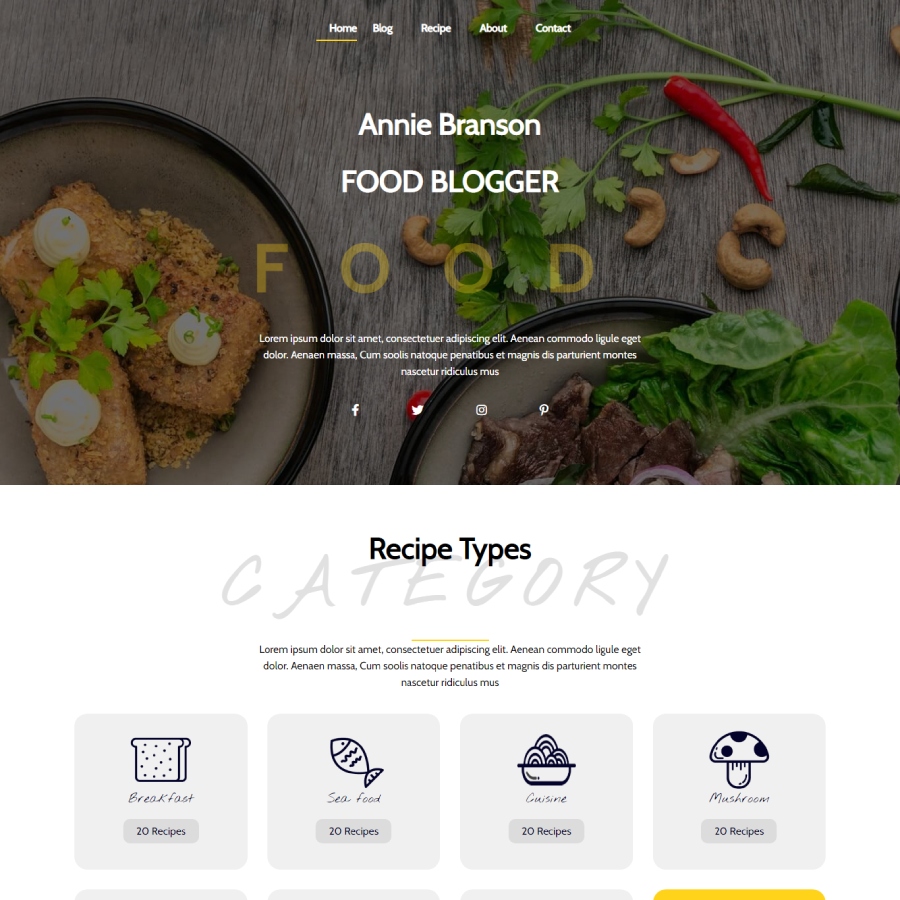 Home Blog Recipe About Contact
Annie Branson
FOOD BLOGGER
FOOD
Lorem ipsum dolor sit amet, consectetuer adipiscing elit. Aenean commodo ligule eget
dolor. Aenaen massa, Cum soolis natoque penatibus et magnis dis parturient montes
nascetur ridiculus mus
Recipe Types
CATEGORY
Lorem ipsum dolor sit amet, consectetuer adipiscing elit. Aenean commodo ligule eget
dolor. Aenaen massa, Cum soolis natoque penatibus et magnis dis parturient montes
nascetur ridiculus mus
Breakfast
20 Recipes
Sea food
20 Recipes
Cuisine
20 Recipes
Mushroom
20 Recipes